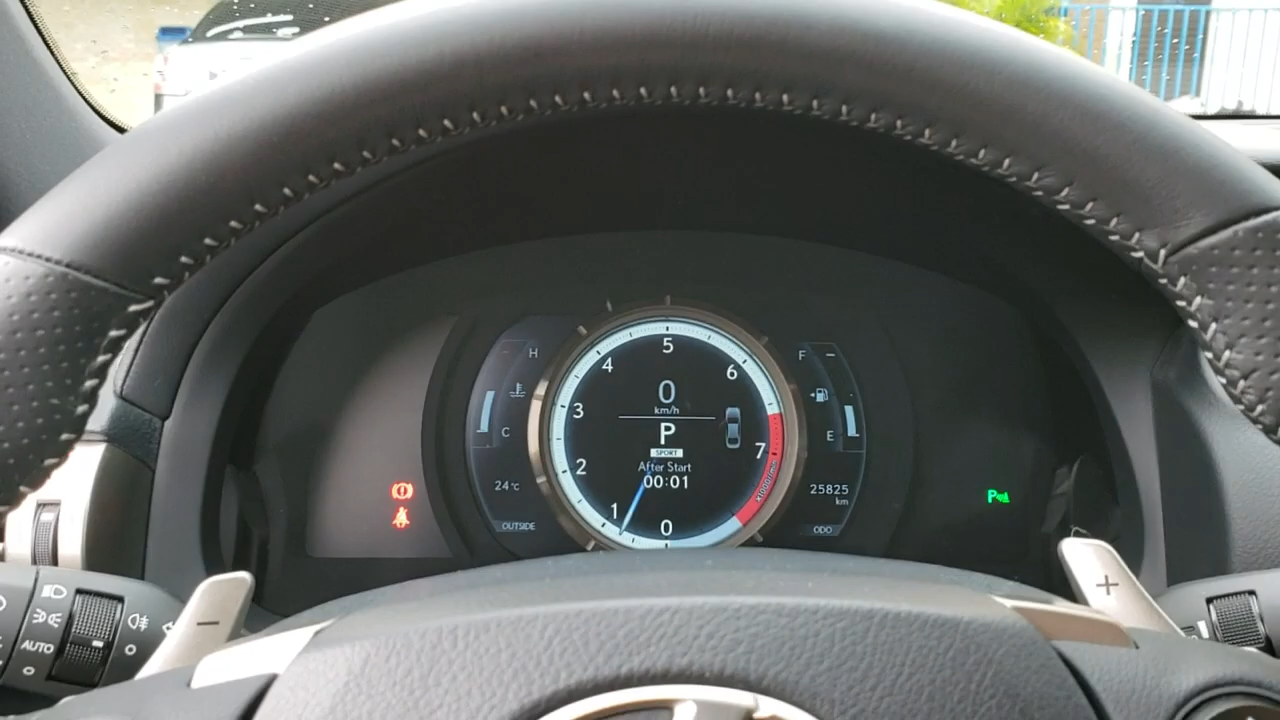 5
4
6
H
F
0
km/h
3
C
P
E
7
SPORT
After Start
2
00:01
x1000r/min
24°C
25825
km
1
0
OUTSIDE
ODO
P
−
+
AUTO